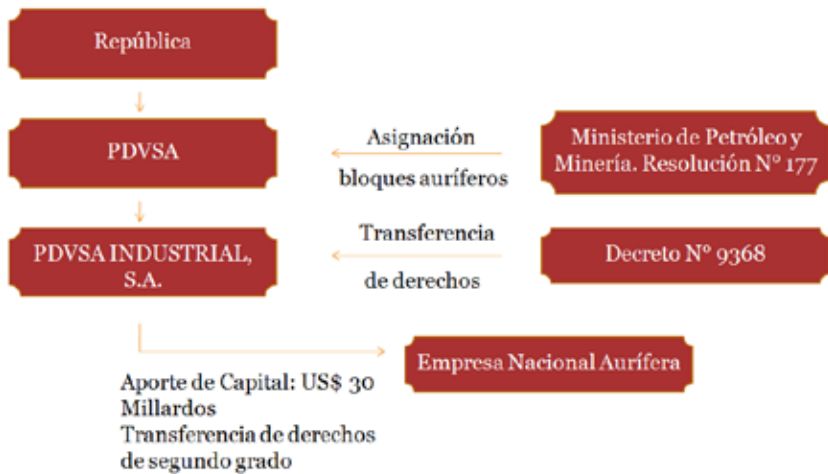 República
PDVSA
Asignación
bloques auríferos
Ministerio de Petróleo y
Minería. Resolución N° 177
PDVSA INDUSTRIAL,
S.A.
Transferencia
de derechos
Decreto N° 9368
Empresa Nacional Aurífera
Aporte de Capital: US$ 30
Millardos
Transferencia de derechos
de segundo grado